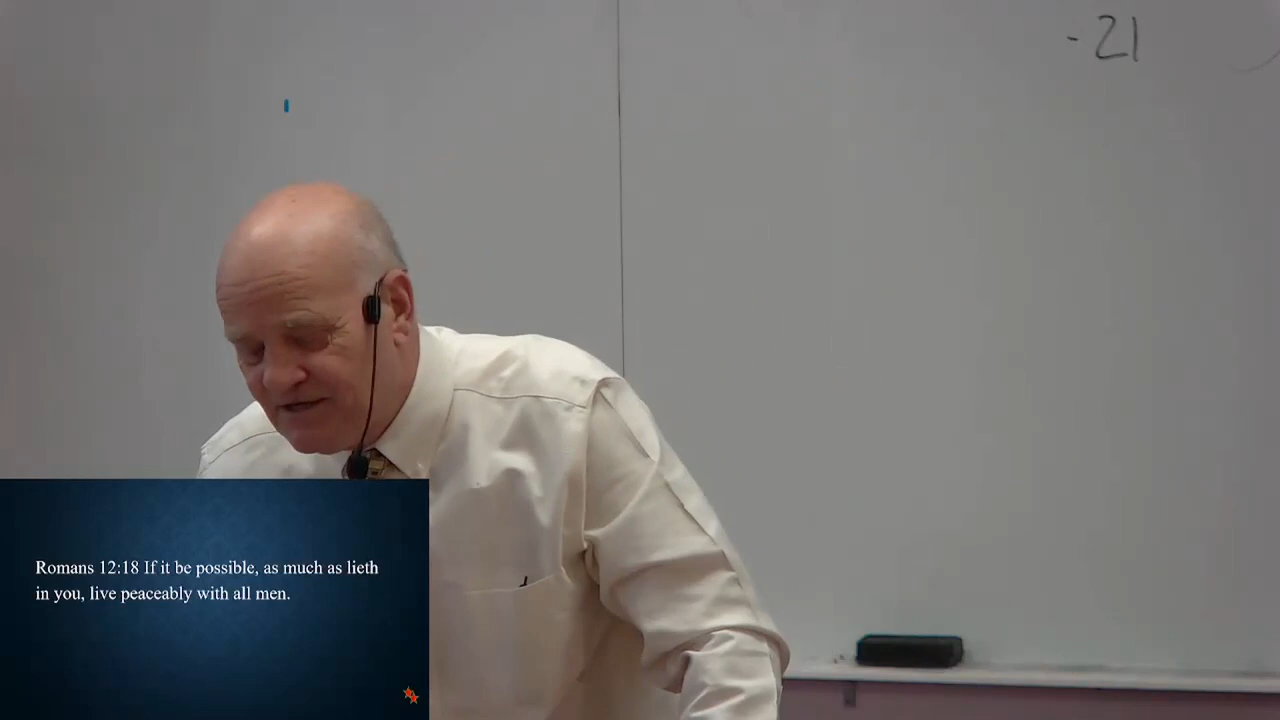 -21
Romans 12:18 If it be possible, as much as lieth
in you, live peaceably with all men.